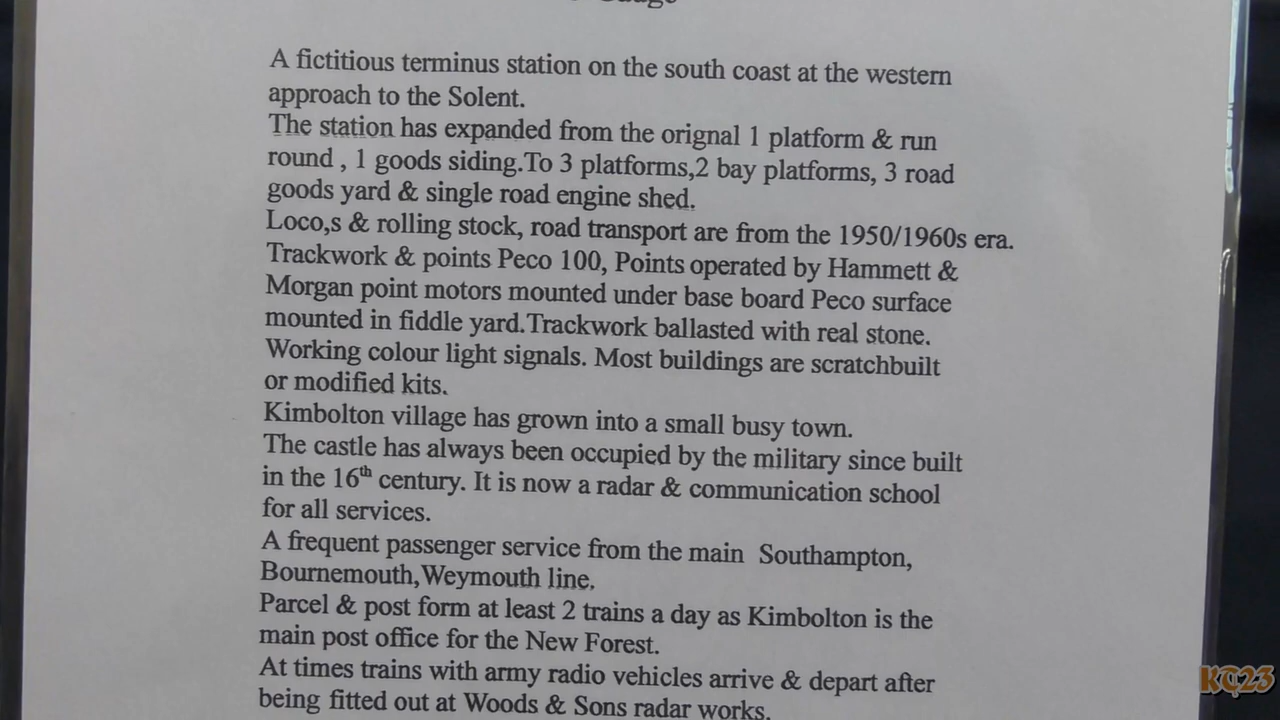 A fictitious terminus station on the south coast at the western
approach to the Solent.
The station has expanded from the orignal 1 platform & run
round , 1 goods siding.To 3 platforms,2 bay platforms, 3 road
goods yard & single road engine shed.
Loco,s & rolling stock, road transport are from the 1950/1960s era.
Trackwork & points Peco 100, Points operated by Hammett &
Morgan point motors mounted under base board Peco surface
mounted in fiddle yard.Trackwork ballasted with real stone.
Working colour light signals. Most buildings are scratchbuilt
or modified kits.
Kimbolton village has grown into a small busy town.
The castle has always been occupied by the military since built
in the 16th century. It is now a radar & communication school
for all services.
A frequent passenger service from the main  Southampton,
Bournemouth,Weymouth line.
Parcel & post form at least 2 trains a day as Kimbolton is the
main post office for the New Forest.
At times trains with army radio vehicles arrive & depart after
being fitted out at Woods & Sons radar works.